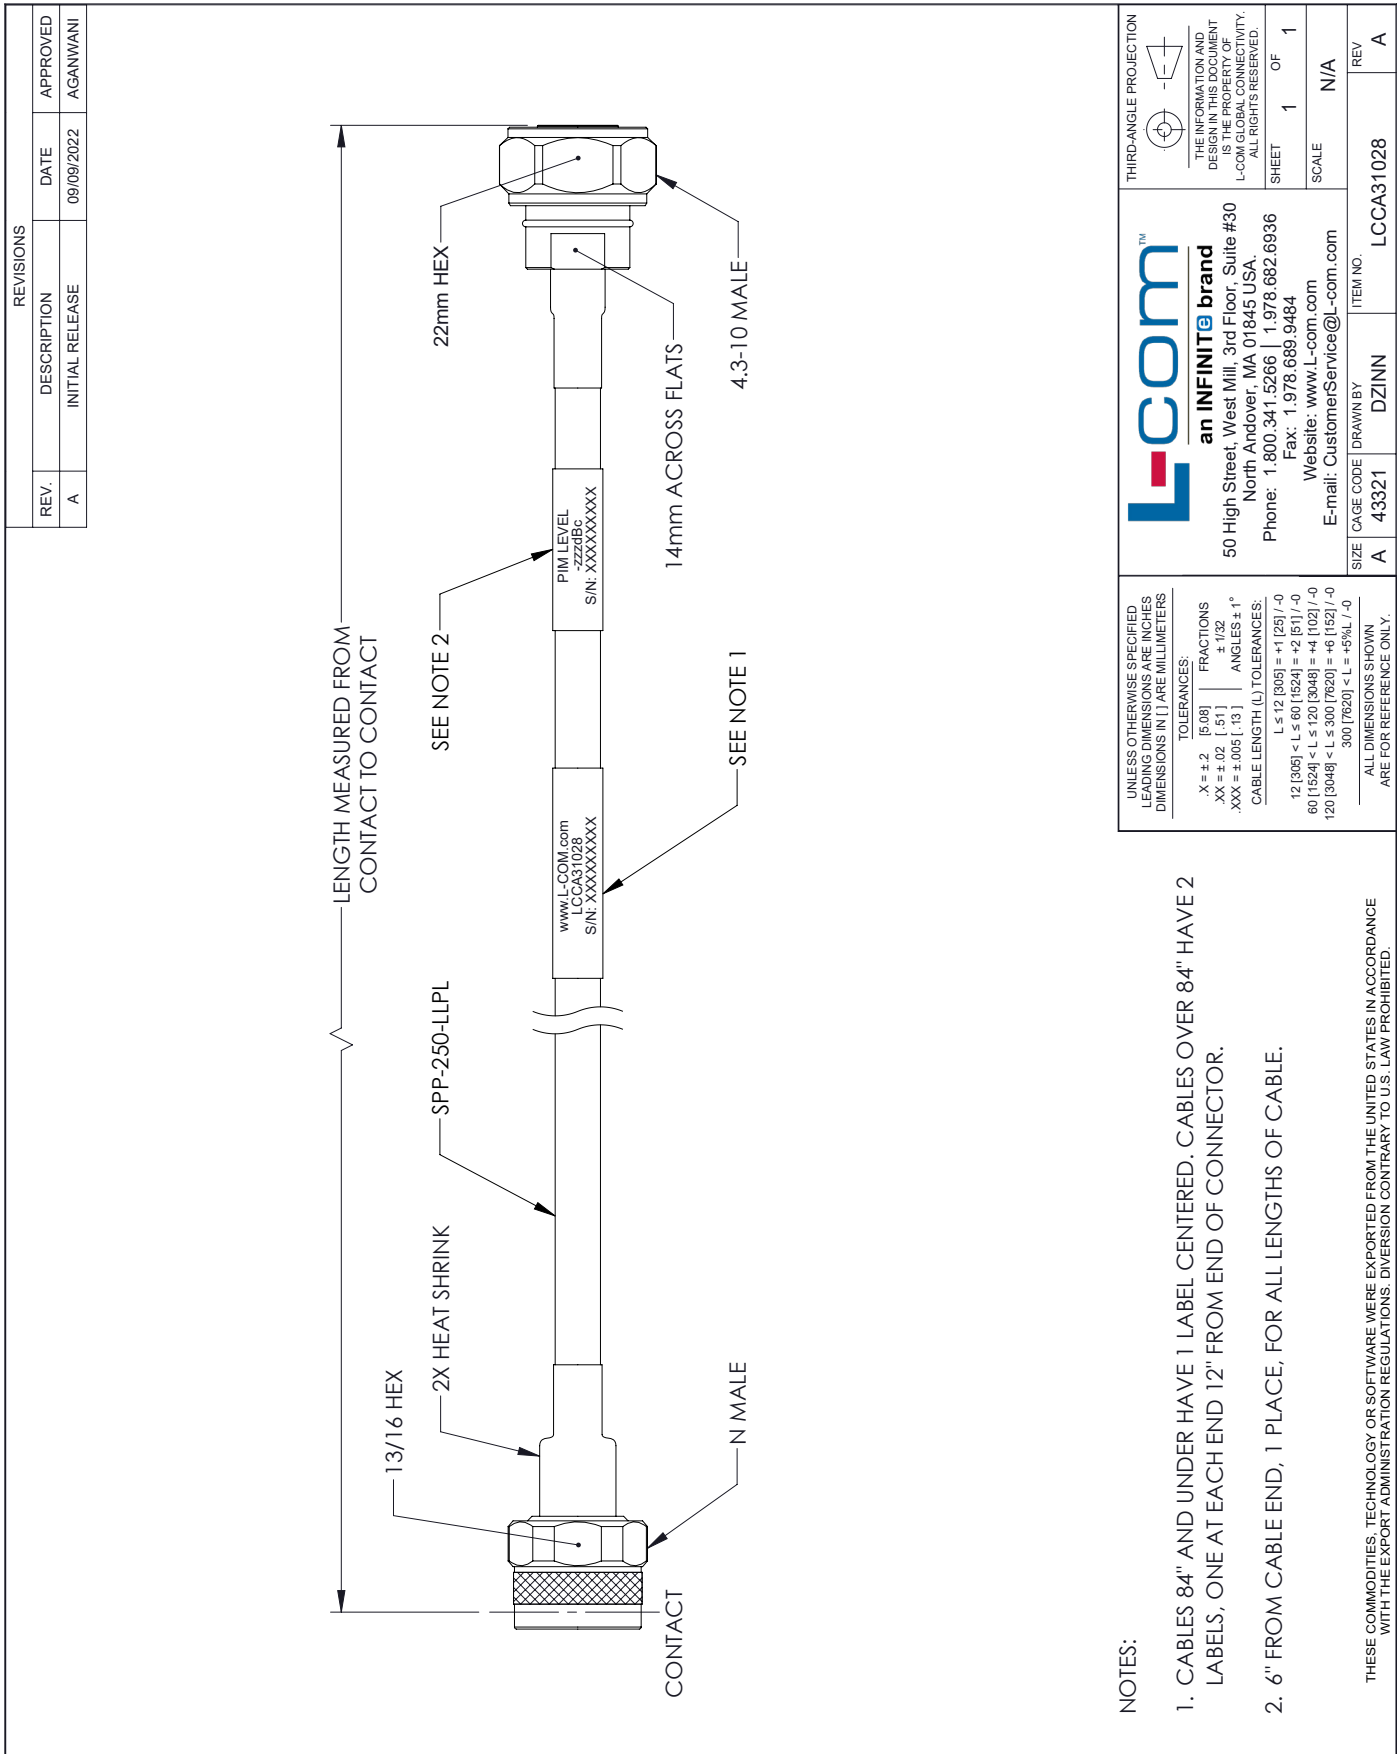 REVISIONS
REV. DESCRIPTION DATE APPROVED
A INITIAL RELEASE 09/09/2022 AGANWANI
LENGTH MEASURED FROM
CONTACT TO CONTACT
13/16 HEX
2X HEAT SHRINK
SPP-250-LLPL
SEE NOTE 2
22mm HEX
www.L-COM.com
LCCA31028
S/N: XXXXXXXXXX
PIM LEVEL
-zzzdBc
S/N: XXXXXXXXXX
CONTACT
N MALE
SEE NOTE 1
14mm ACROSS FLATS
4.3-10 MALE
NOTES:
1. CABLES 84" AND UNDER HAVE 1 LABEL CENTERED. CABLES OVER 84" HAVE 2
LABELS, ONE AT EACH END 12" FROM END OF CONNECTOR.
2. 6" FROM CABLE END, 1 PLACE, FOR ALL LENGTHS OF CABLE.
THESE COMMODITIES, TECHNOLOGY OR SOFTWARE WERE EXPORTED FROM THE UNITED STATES IN ACCORDANCE
WITH THE EXPORT ADMINISTRATION REGULATIONS. DIVERSION CONTRARY TO U.S. LAW PROHIBITED.
UNLESS OTHERWISE SPECIFIED
LEADING DIMENSIONS ARE INCHES
DIMENSIONS IN [ ] ARE MILLIMETERS
TOLERANCES:
.X = ±.2 [5.08] FRACTIONS
.XX = ±.02 [.51] ± 1/32
.XXX = ±.005 [.13] ANGLES ± 1°
CABLE LENGTH (L) TOLERANCES:
L ≤ 12 [305] = +1 [25] / -0
12 [305] < L ≤ 60 [1524] = +2 [51] / -0
60 [1524] < L ≤ 120 [3048] = +4 [102] / -0
120 [3048] < L ≤ 300 [7620] = +6 [152] / -0
300 [7620] < L = +5%L / -0
ALL DIMENSIONS SHOWN
ARE FOR REFERENCE ONLY.
L-com™
an INFINITe brand
50 High Street, West Mill, 3rd Floor, Suite #30
North Andover, MA 01845 USA.
Phone: 1.800.341.5266 | 1.978.682.6936
Fax: 1.978.689.9484
Website: www.L-com.com
E-mail: CustomerService@L-com.com
THIRD-ANGLE PROJECTION
THE INFORMATION AND
DESIGN IN THIS DOCUMENT
IS THE PROPERTY OF
L-COM GLOBAL CONNECTIVITY.
ALL RIGHTS RESERVED.
SHEET 1 OF 1
SCALE N/A
SIZE A
CAGE CODE 43321
DRAWN BY DZINN
ITEM NO. LCCA31028
REV A